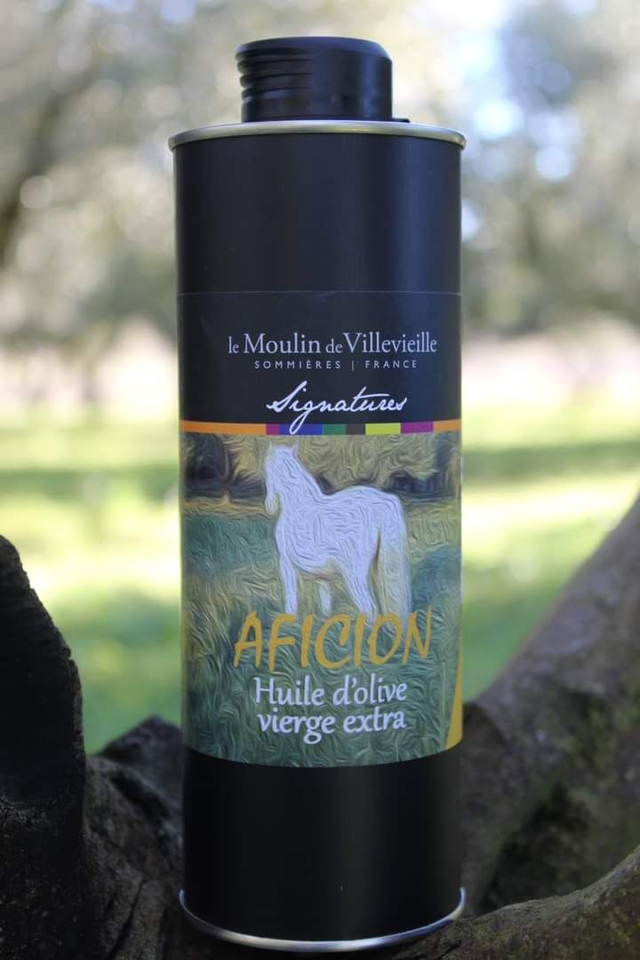 le Moulin de Villevieille
SOMMIÈRES | FRANCE
Signatures
AFICION
Huile d'olive
vierge extra